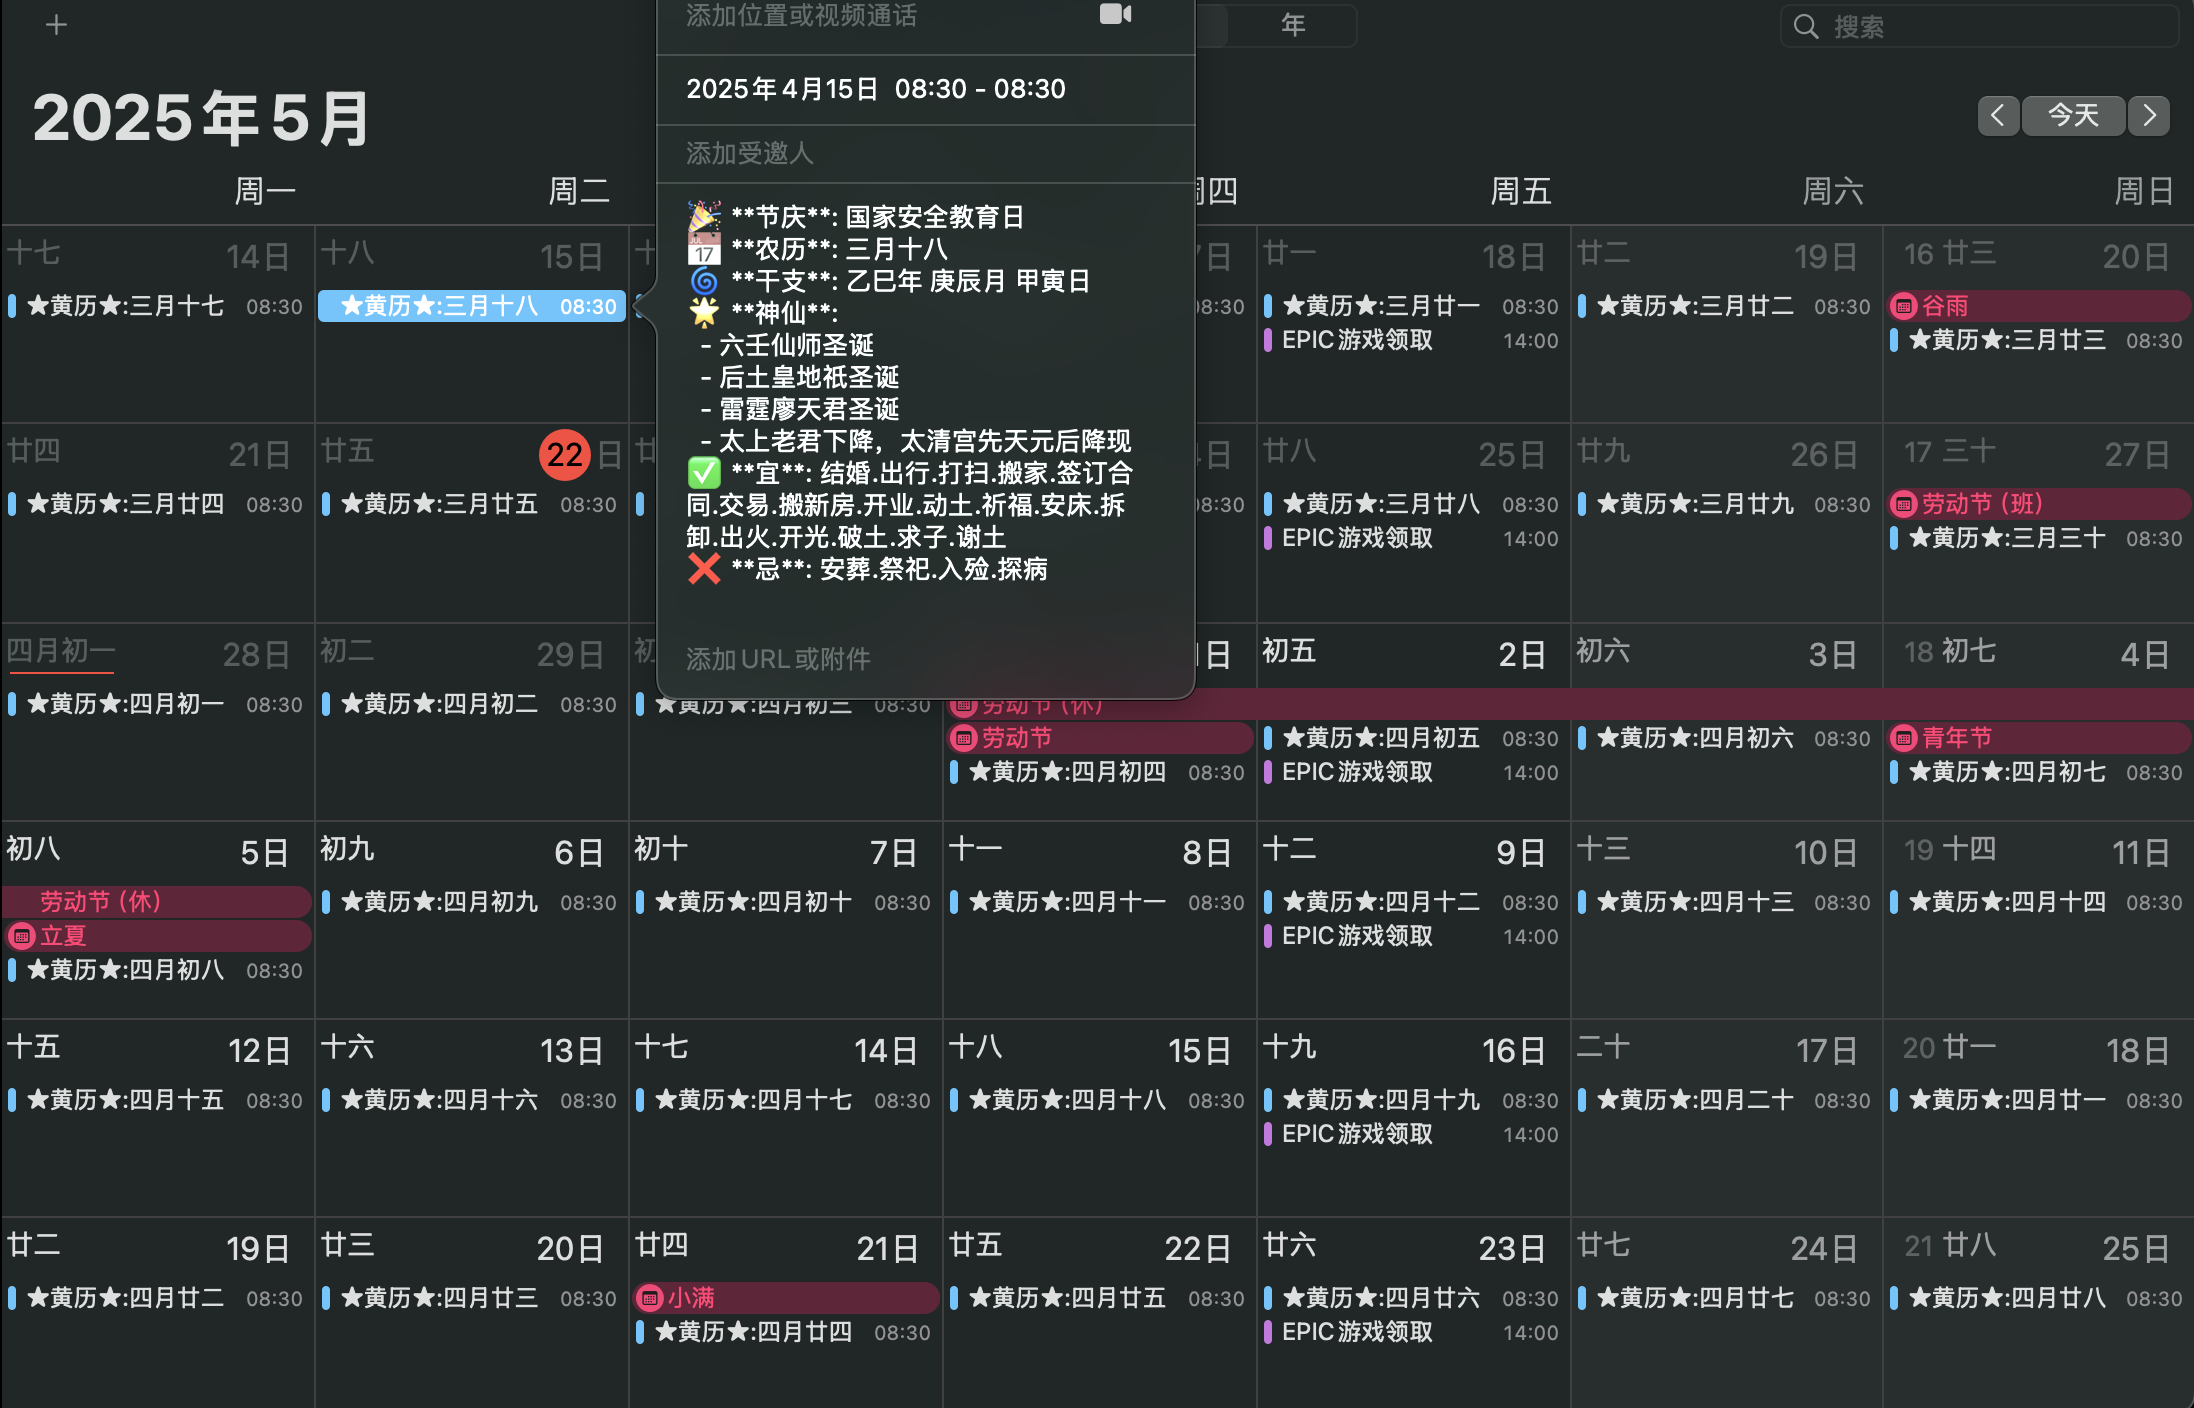 添加位置或视频通话
年
搜索
2025年4月15日 08:30 - 08:30
2025年5月
今天
添加受邀人
周一
周二
周四
周五
周六
周日
🎉 **节庆**: 国家安全教育日
📅 **农历**: 三月十八
🌀 **干支**: 乙巳年 庚辰月 甲寅日
🌟 **神仙**:
- 六壬仙师圣诞
- 后土皇地祇圣诞
- 雷霆廖天君圣诞
- 太上老君下降，太清宫先天元后降现
✅ **宜**: 结婚.出行.打扫.搬家.签订合
同.交易.搬新房.开业.动土.祈福.安床.拆
卸.出火.开光.破土.求子.谢土
❌ **忌**: 安葬.祭祀.入殓.探病
添加URL或附件
十七 14日
★黄历★:三月十七 08:30
十八 15日
★黄历★:三月十八 08:30
日
08:30
廿一 18日
★黄历★:三月廿一 08:30
EPIC游戏领取 14:00
廿二 19日
★黄历★:三月廿二 08:30
16 廿三 20日
谷雨
★黄历★:三月廿三 08:30
廿四 21日
★黄历★:三月廿四 08:30
廿五 22日
★黄历★:三月廿五 08:30
日
08:30
廿八 25日
★黄历★:三月廿八 08:30
EPIC游戏领取 14:00
廿九 26日
★黄历★:三月廿九 08:30
17 三十 27日
劳动节（班）
★黄历★:三月三十 08:30
四月初一 28日
★黄历★:四月初一 08:30
初二 29日
★黄历★:四月初二 08:30
初
★黄历★:四月初三 08:30
1日
劳动节（休）
劳动节
★黄历★:四月初四 08:30
初五 2日
★黄历★:四月初五 08:30
EPIC游戏领取 14:00
初六 3日
★黄历★:四月初六 08:30
18 初七 4日
青年节
★黄历★:四月初七 08:30
初八 5日
劳动节（休）
立夏
★黄历★:四月初八 08:30
初九 6日
★黄历★:四月初九 08:30
初十 7日
★黄历★:四月初十 08:30
十一 8日
★黄历★:四月十一 08:30
十二 9日
★黄历★:四月十二 08:30
EPIC游戏领取 14:00
十三 10日
★黄历★:四月十三 08:30
19 十四 11日
★黄历★:四月十四 08:30
十五 12日
★黄历★:四月十五 08:30
十六 13日
★黄历★:四月十六 08:30
十七 14日
★黄历★:四月十七 08:30
十八 15日
★黄历★:四月十八 08:30
十九 16日
★黄历★:四月十九 08:30
EPIC游戏领取 14:00
二十 17日
★黄历★:四月二十 08:30
20 廿一 18日
★黄历★:四月廿一 08:30
廿二 19日
★黄历★:四月廿二 08:30
廿三 20日
★黄历★:四月廿三 08:30
廿四 21日
小满
★黄历★:四月廿四 08:30
廿五 22日
★黄历★:四月廿五 08:30
廿六 23日
★黄历★:四月廿六 08:30
EPIC游戏领取 14:00
廿七 24日
★黄历★:四月廿七 08:30
21 廿八 25日
★黄历★:四月廿八 08:30